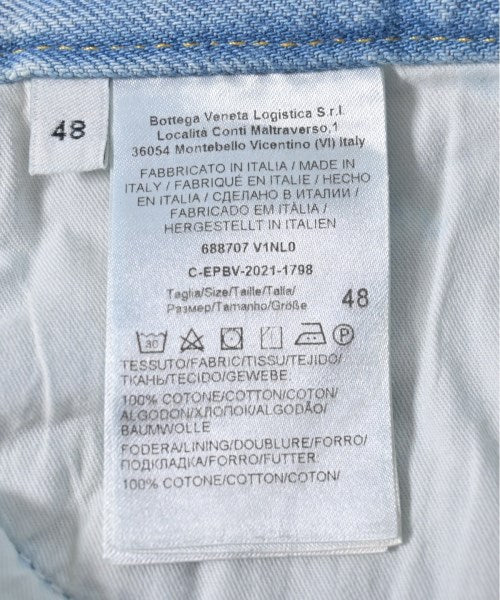 48
Bottega Veneta Logistica S.r.l.
Località Conti Maltraverso,1
36054 Montebello Vicentino (VI) Italy
FABBRICATO IN ITALIA / MADE IN
ITALY / FABRIQUÉ EN ITALIE / HECHO
EN ITALIA / СДЕЛАНО В ИТАЛИИ /
FABRICADO EM ITÁLIA /
HERGESTELLT IN ITALIEN
688707 V1NL0
C-EPBV-2021-1798
Taglia/Size/Taille/Talla/
Размер/Tamanho/Größe 48
30 P
TESSUTO/FABRIC/TISSU/TEJIDO/
ТКАНЬ/TECIDO/GEWEBE:
100% COTONE/COTTON/COTON/
ALGODÓN/ХЛОПОК/ALGODÃO/
BAUMWOLLE
FODERA/LINING/DOUBLURE/FORRO/
ПОДКЛАДКА/FORRO/FUTTER:
100% COTONE/COTTON/COTON/